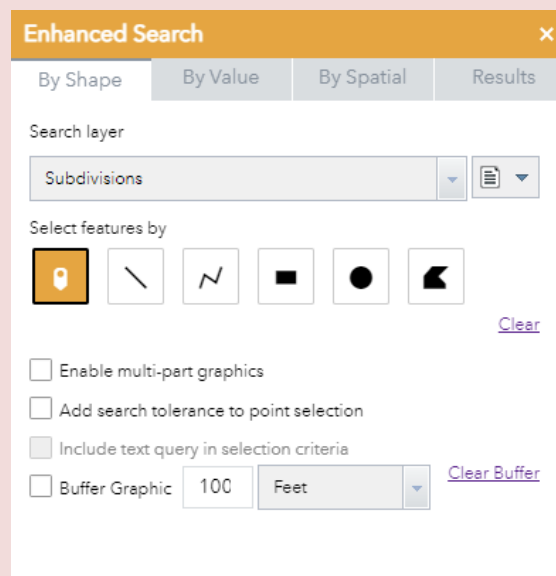 Enhanced Search ×
By Shape By Value By Spatial Results
Search layer
Subdivisions
Select features by
Clear
Enable multi-part graphics
Add search tolerance to point selection
Include text query in selection criteria
Buffer Graphic 100 Feet Clear Buffer